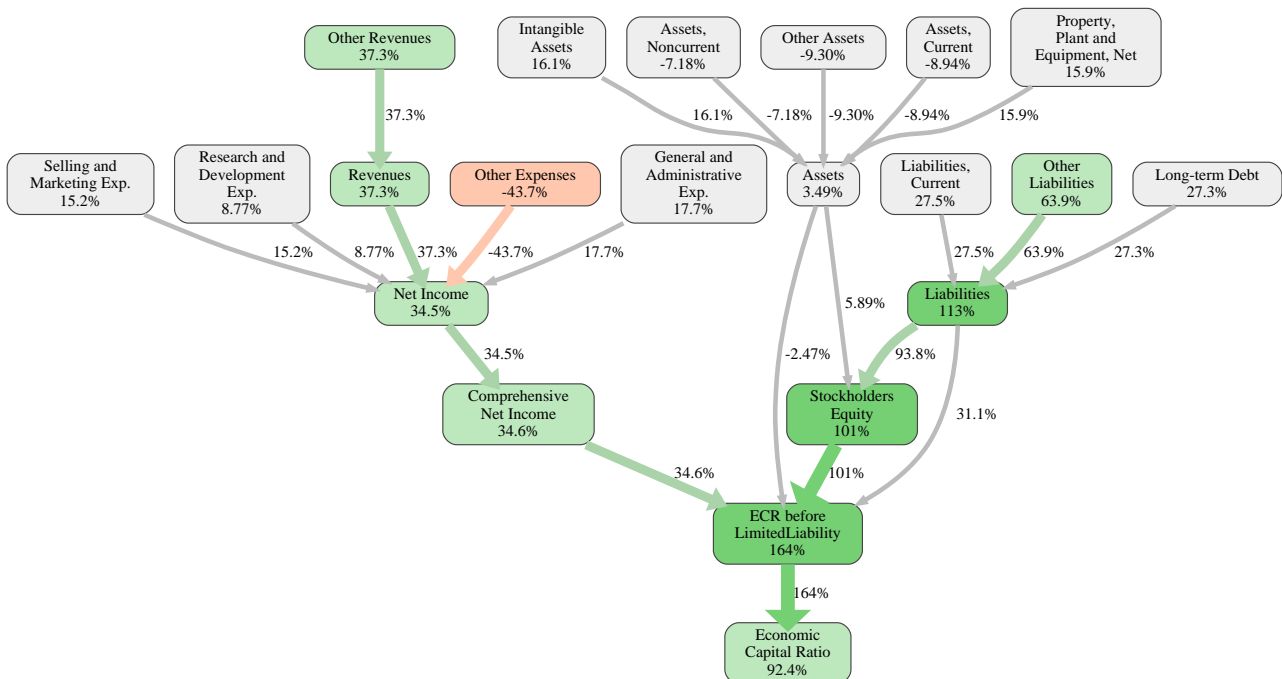 Other Revenues
37.3%
Intangible
Assets
16.1%
Assets,
Noncurrent
-7.18%
Other Assets
-9.30%
Assets,
Current
-8.94%
Property,
Plant and
Equipment, Net
15.9%
37.3%
16.1%
-7.18%
-9.30%
-8.94%
15.9%
Selling and
Marketing Exp.
15.2%
Research and
Development
Exp.
8.77%
Revenues
37.3%
Other Expenses
-43.7%
General and
Administrative
Exp.
17.7%
Assets
3.49%
Liabilities,
Current
27.5%
Other
Liabilities
63.9%
Long-term Debt
27.3%
15.2%
8.77%
37.3%
-43.7%
17.7%
27.5%
63.9%
27.3%
Net Income
34.5%
5.89%
Liabilities
113%
34.5%
-2.47%
93.8%
Comprehensive
Net Income
34.6%
Stockholders
Equity
101%
31.1%
34.6%
101%
ECR before
LimitedLiability
164%
164%
Economic
Capital Ratio
92.4%